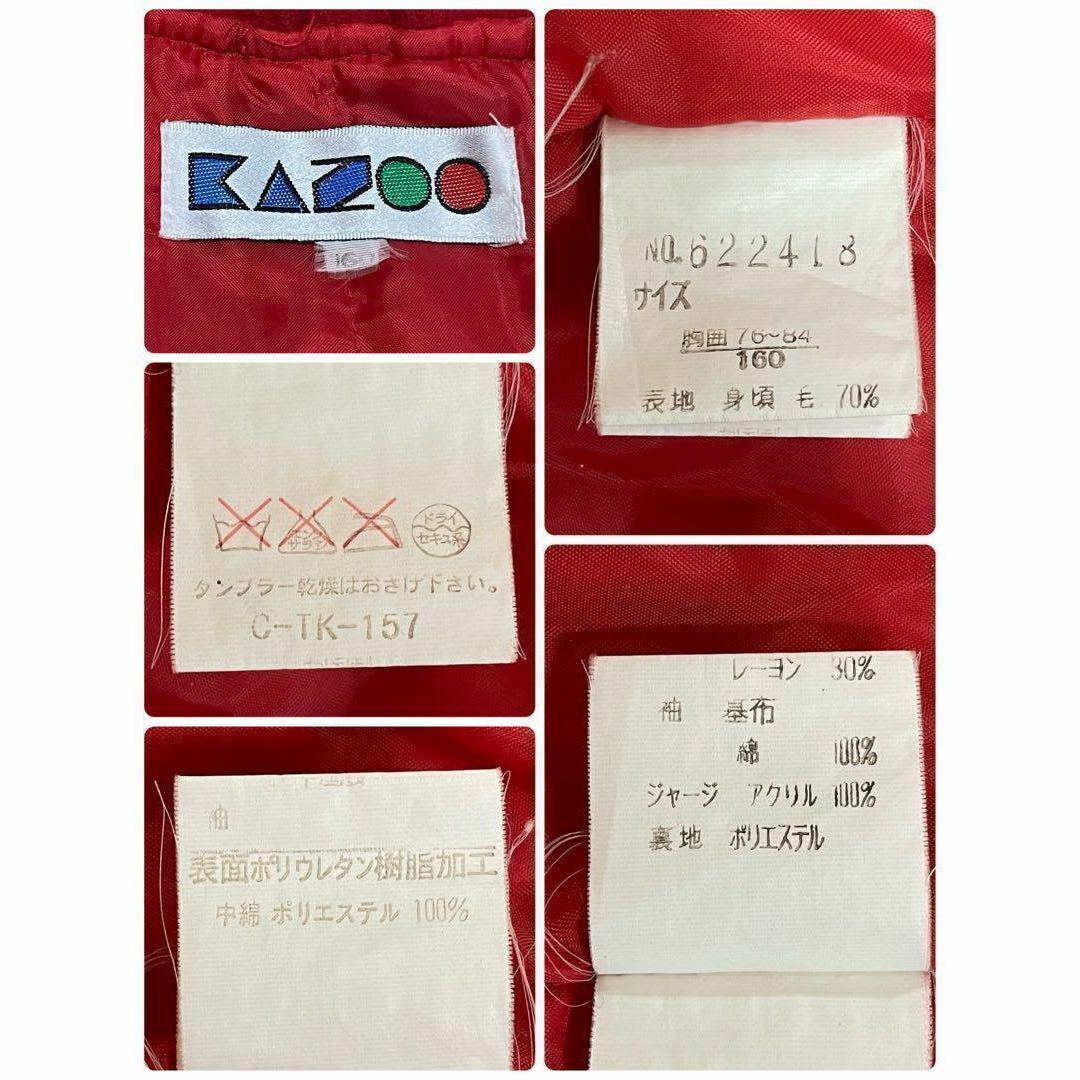 KAZOO
NO.622418
サイズ
胸囲 76~84
160
表地 身頃 毛 70%
ドライ
セキユ系
タンブラー乾燥はおさけ下さい。
C-TK-157
レーヨン 30%
袖 基布
綿 100%
ジャージ アクリル 100%
裏地 ポリエステル
袖
表面ポリウレタン樹脂加工
中綿 ポリエステル 100%